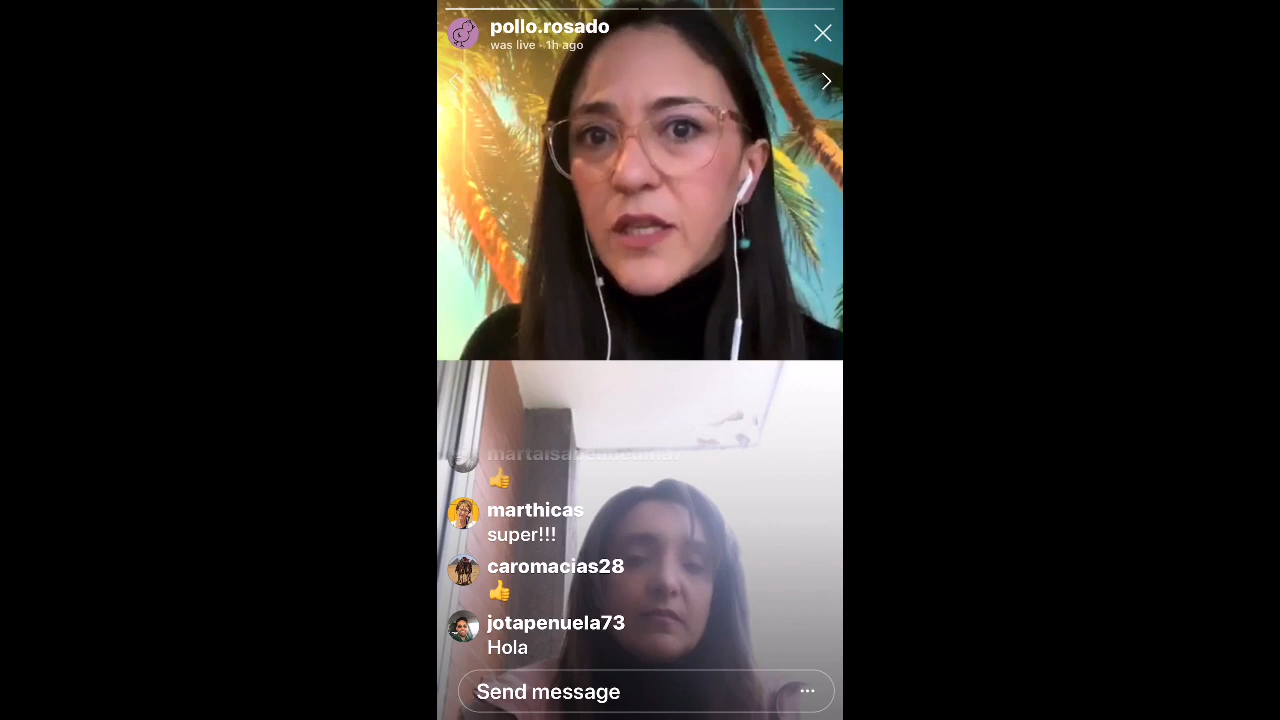 pollo.rosado
was live · 1h ago
marthicas
super!!!
caromacias28
jotapenuela73
Hola
Send message